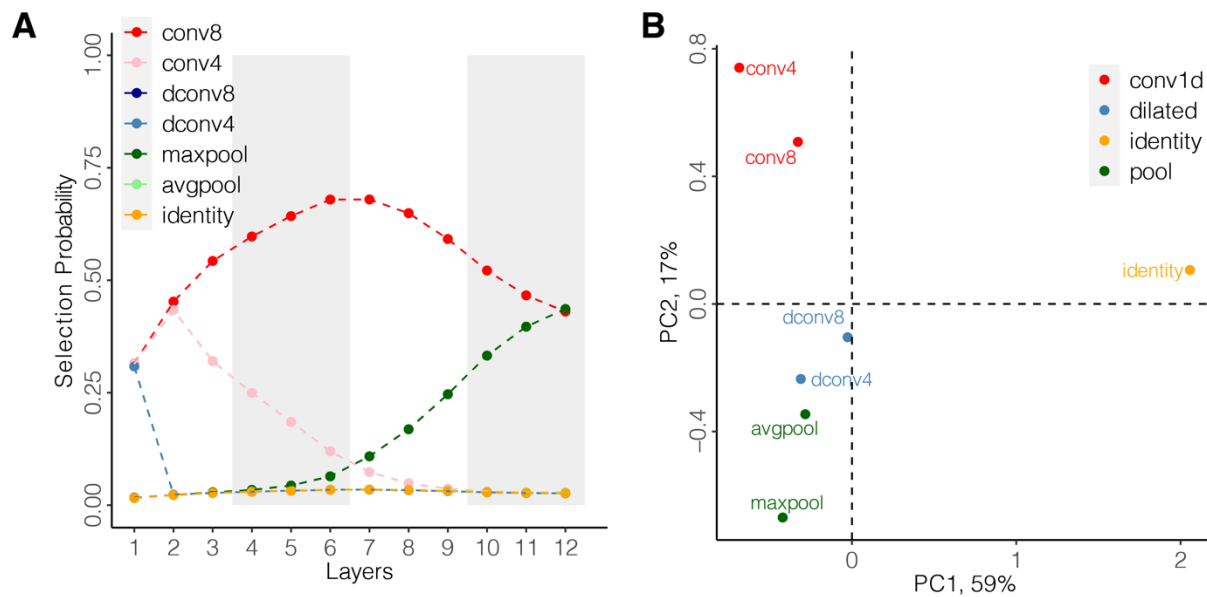 A
conv8
conv4
dconv8
dconv4
maxpool
avgpool
identity
Selection Probability
1.00
0.75
0.50
0.25
0.00
1 2 3 4 5 6 7 8 9 10 11 12
Layers
B
conv1d
dilated
identity
pool
conv4
conv8
identity
dconv8
dconv4
avgpool
maxpool
PC2, 17%
0.8
0.4
0.0
−0.4
0 1 2
PC1, 59%